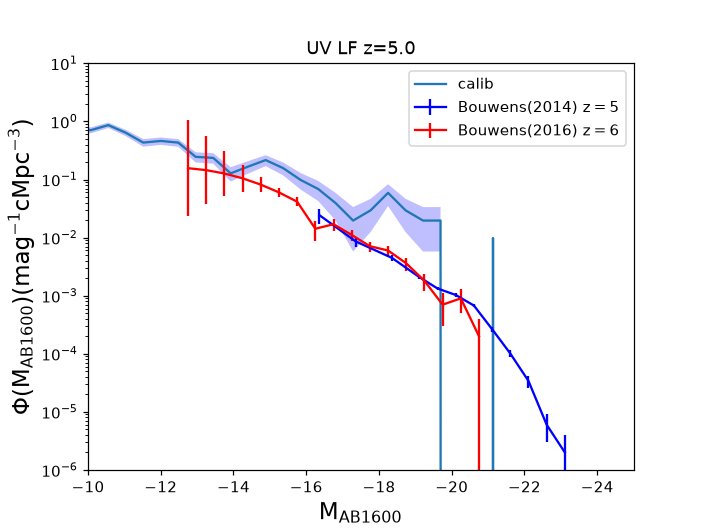 UV LF z=5.0
calib
Bouwens(2014) z = 5
Bouwens(2016) z = 6
Φ(M_AB1600)(mag⁻¹cMpc⁻³)
10¹
10⁰
10⁻¹
10⁻²
10⁻³
10⁻⁴
10⁻⁵
10⁻⁶
−10 −12 −14 −16 −18 −20 −22 −24
M_AB1600